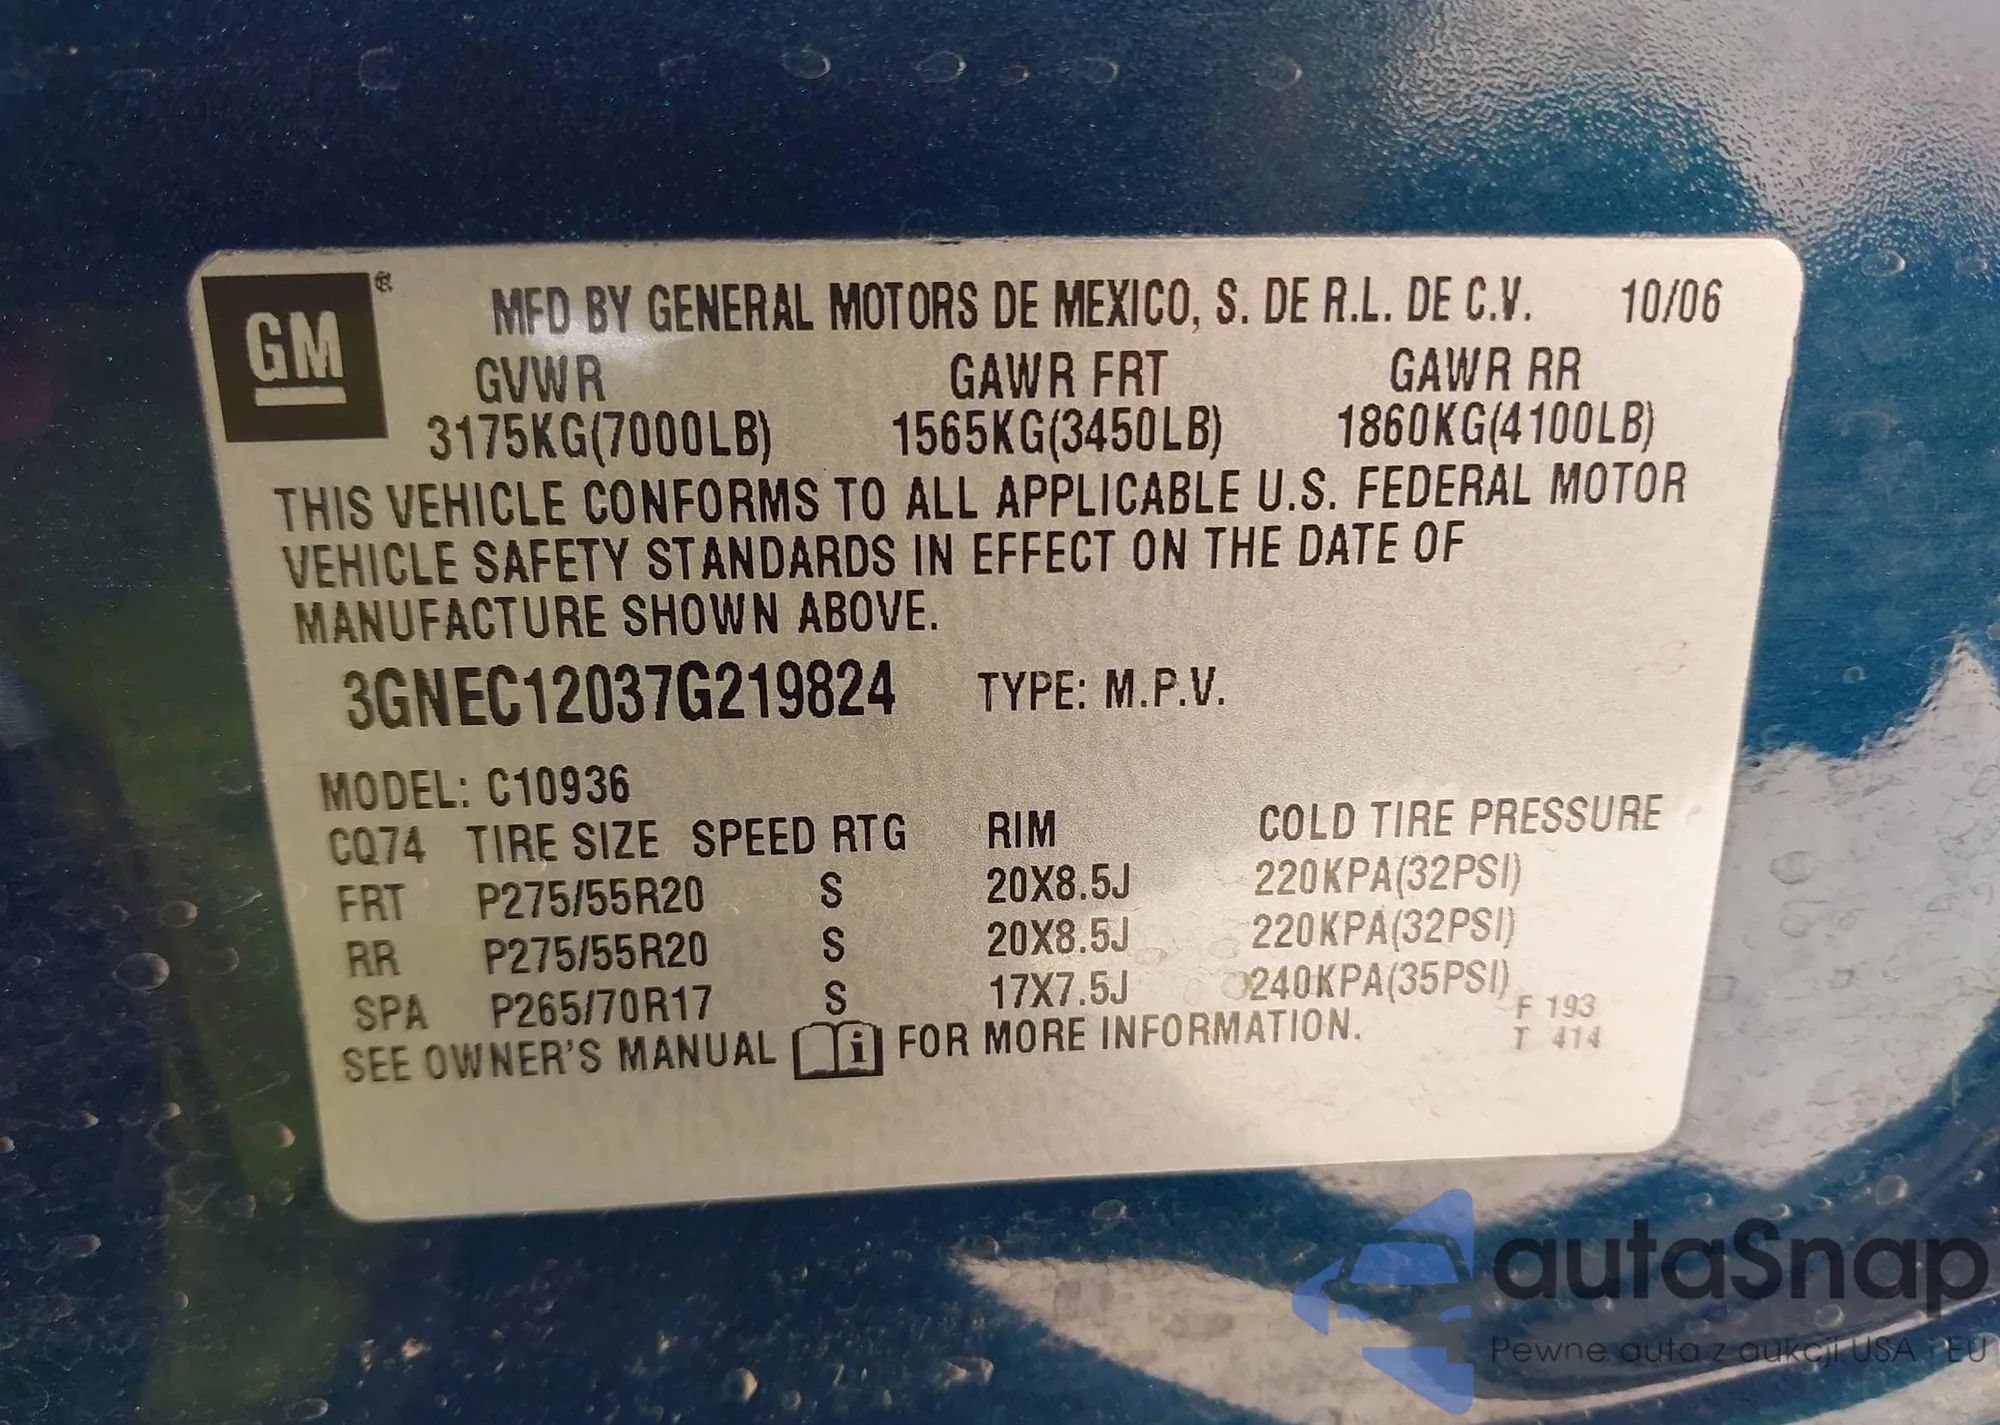 GM®
MFD BY GENERAL MOTORS DE MEXICO, S. DE R.L. DE C.V. 10/06
GVWR GAWR FRT GAWR RR
3175KG(7000LB) 1565KG(3450LB) 1860KG(4100LB)
THIS VEHICLE CONFORMS TO ALL APPLICABLE U.S. FEDERAL MOTOR
VEHICLE SAFETY STANDARDS IN EFFECT ON THE DATE OF
MANUFACTURE SHOWN ABOVE.
3GNEC12037G219824 TYPE: M.P.V.
MODEL: C10936
CQ74 TIRE SIZE SPEED RTG RIM COLD TIRE PRESSURE
FRT P275/55R20 S 20X8.5J 220KPA(32PSI)
RR P275/55R20 S 20X8.5J 220KPA(32PSI)
SPA P265/70R17 S 17X7.5J 240KPA(35PSI)
F 193
T 414
SEE OWNER'S MANUAL i FOR MORE INFORMATION.
autaSnap
Pewne auta z aukcji USA i EU